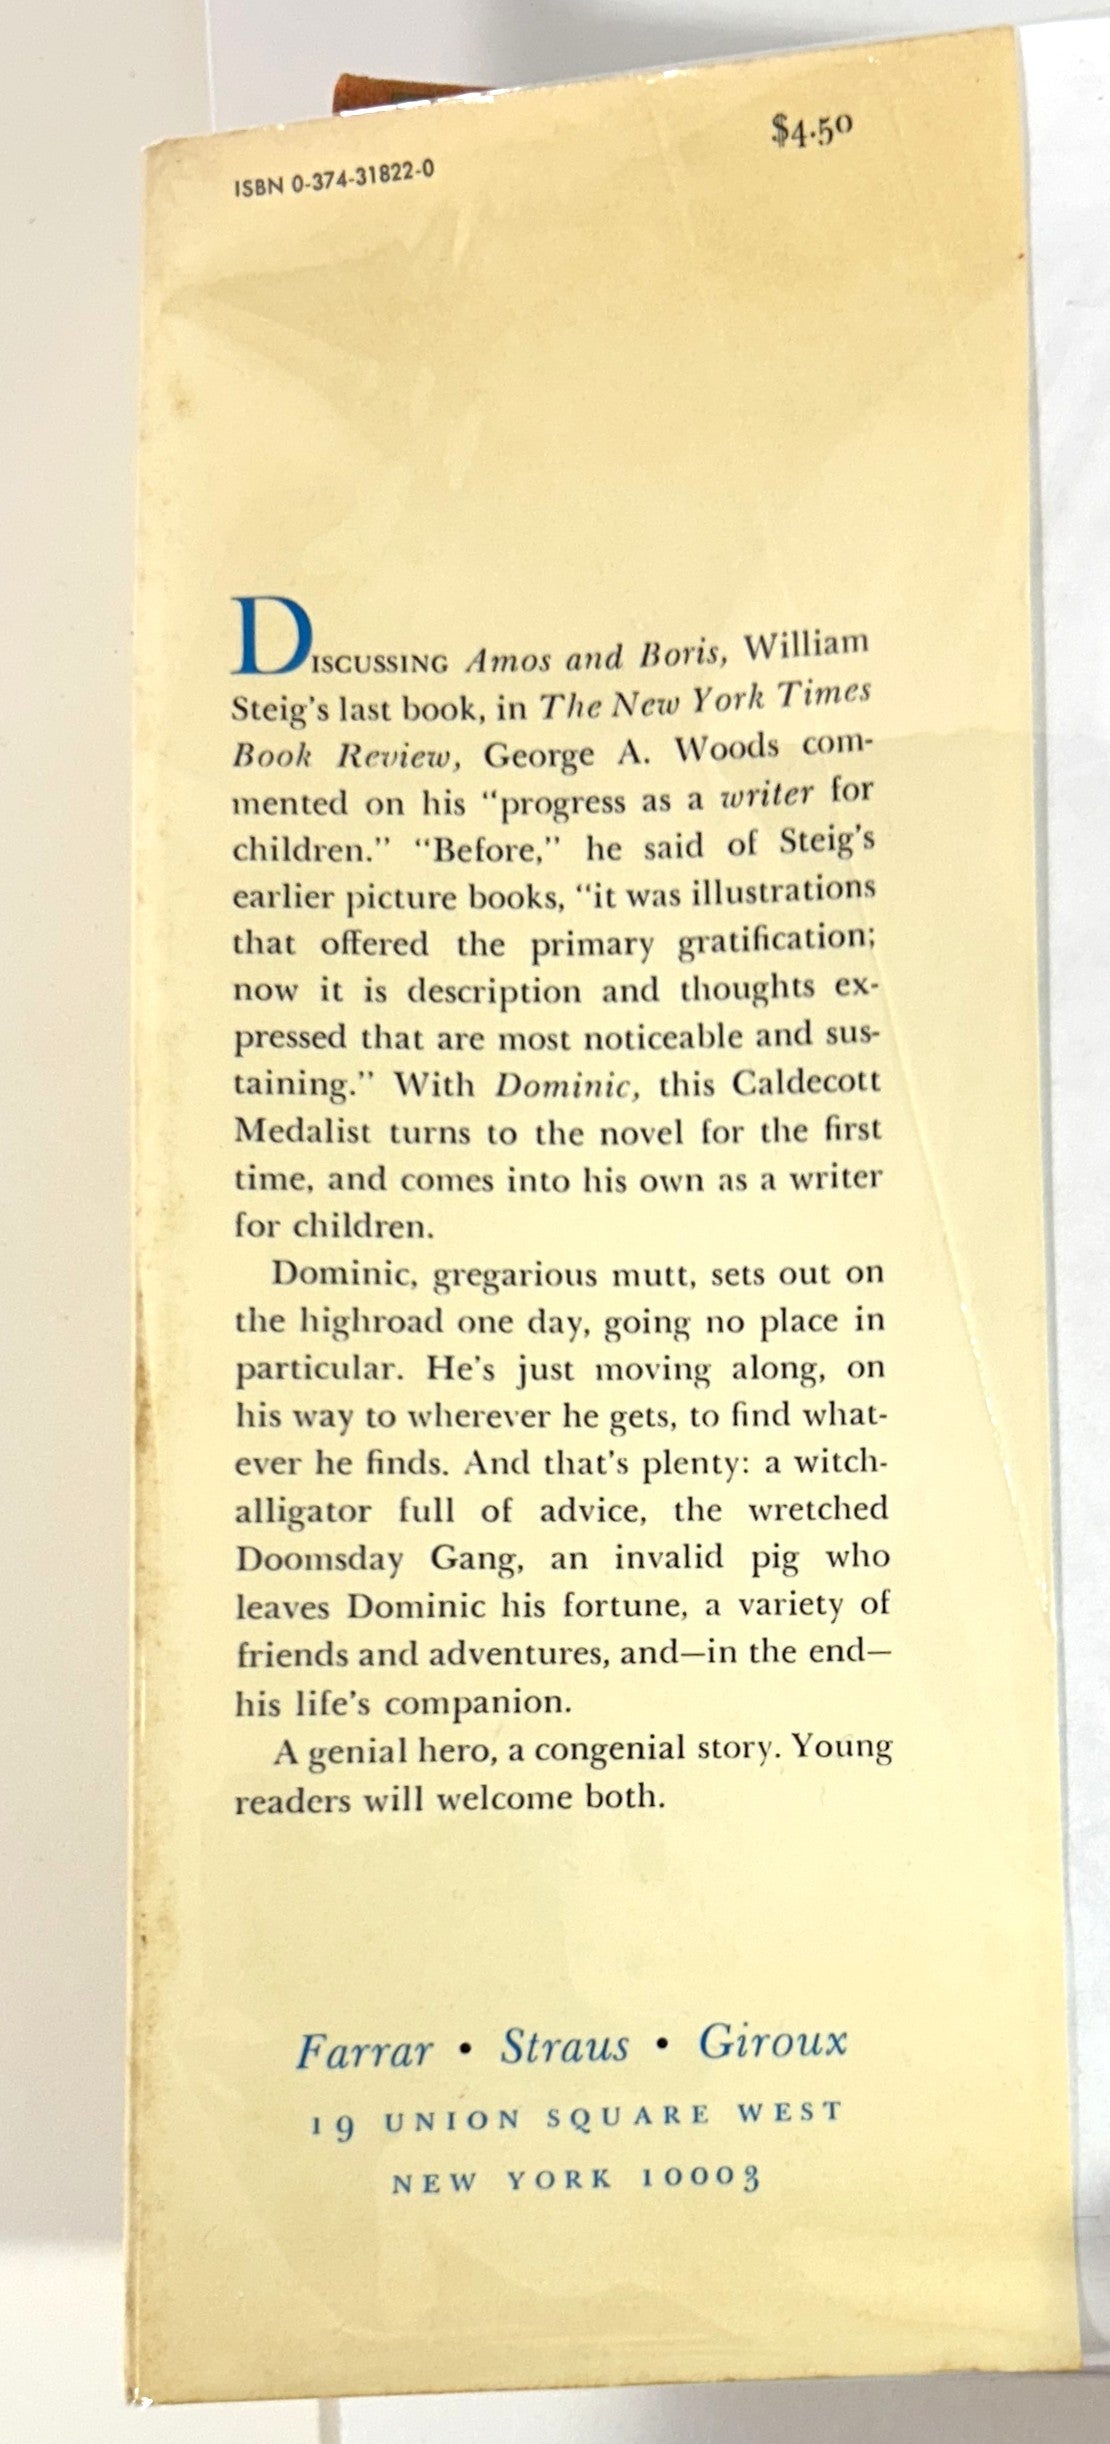 ISBN 0-374-31822-0
$4.50
DISCUSSING Amos and Boris, William
Steig's last book, in The New York Times
Book Review, George A. Woods com-
mented on his "progress as a writer for
children." "Before," he said of Steig's
earlier picture books, "it was illustrations
that offered the primary gratification;
now it is description and thoughts ex-
pressed that are most noticeable and sus-
taining." With Dominic, this Caldecott
Medalist turns to the novel for the first
time, and comes into his own as a writer
for children.
Dominic, gregarious mutt, sets out on
the highroad one day, going no place in
particular. He's just moving along, on
his way to wherever he gets, to find what-
ever he finds. And that's plenty: a witch-
alligator full of advice, the wretched
Doomsday Gang, an invalid pig who
leaves Dominic his fortune, a variety of
friends and adventures, and—in the end—
his life's companion.
A genial hero, a congenial story. Young
readers will welcome both.
Farrar • Straus • Giroux
19 UNION SQUARE WEST
NEW YORK 10003